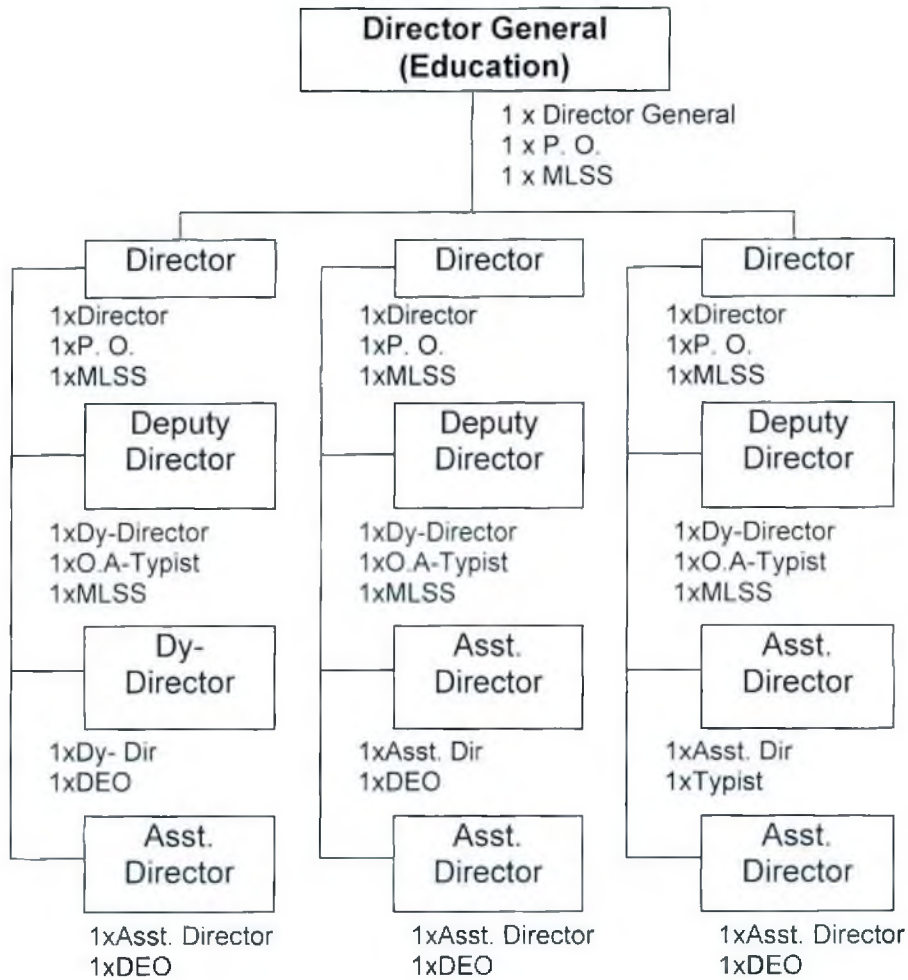 Director General
(Education)
1 x Director General
1 x P. O.
1 x MLSS
Director
1xDirector
1xP. O.
1xMLSS
Deputy
Director
1xDy-Director
1xO.A-Typist
1xMLSS
Dy-
Director
1xDy- Dir
1xDEO
Asst.
Director
1xAsst. Director
1xDEO
Director
1xDirector
1xP. O.
1xMLSS
Deputy
Director
1xDy-Director
1xO.A-Typist
1xMLSS
Asst.
Director
1xAsst. Dir
1xDEO
Asst.
Director
1xAsst. Director
1xDEO
Director
1xDirector
1xP. O.
1xMLSS
Deputy
Director
1xDy-Director
1xO.A-Typist
1xMLSS
Asst.
Director
1xAsst. Dir
1xTypist
Asst.
Director
1xAsst. Director
1xDEO